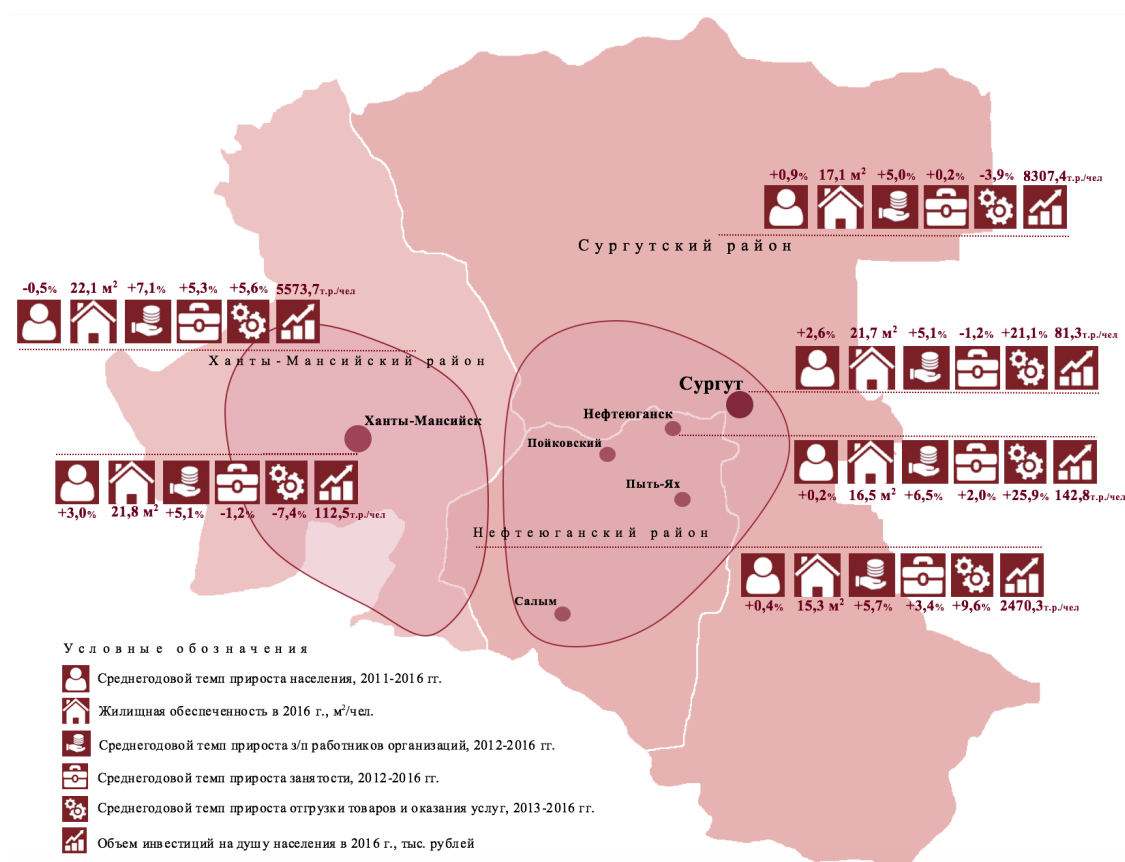 +0,9% 17,1 м² +5,0% +0,2% -3,9% 8307,4т.р./чел
Сургутский район
-0,5% 22,1 м² +7,1% +5,3% +5,6% 5573,7т.р./чел
Ханты-Мансийский район
+2,6% 21,7 м² +5,1% -1,2% +21,1% 81,3т.р./чел
Сургут
Нефтеюганск
Ханты-Мансийск
Пойковский
+3,0% 21,8 м² +5,1% -1,2% -7,4% 112,5т.р./чел
Пыть-Ях
+0,2% 16,5 м² +6,5% +2,0% +25,9% 142,8т.р./чел
Нефтеюганский район
Салым
+0,4% 15,3 м² +5,7% +3,4% +9,6% 2470,3т.р./чел
Условные обозначения
Среднегодовой темп прироста населения, 2011-2016 гг.
Жилищная обеспеченность в 2016 г., м²/чел.
Среднегодовой темп прироста з/п работников организаций, 2012-2016 гг.
Среднегодовой темп прироста занятости, 2012-2016 гг.
Среднегодовой темп прироста отгрузки товаров и оказания услуг, 2013-2016 гг.
Объем инвестиций на душу населения в 2016 г., тыс. рублей